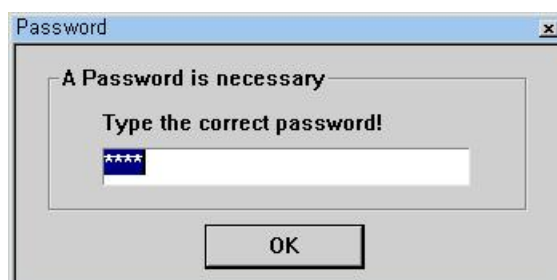 Password
A Password is necessary
Type the correct password!
****
OK